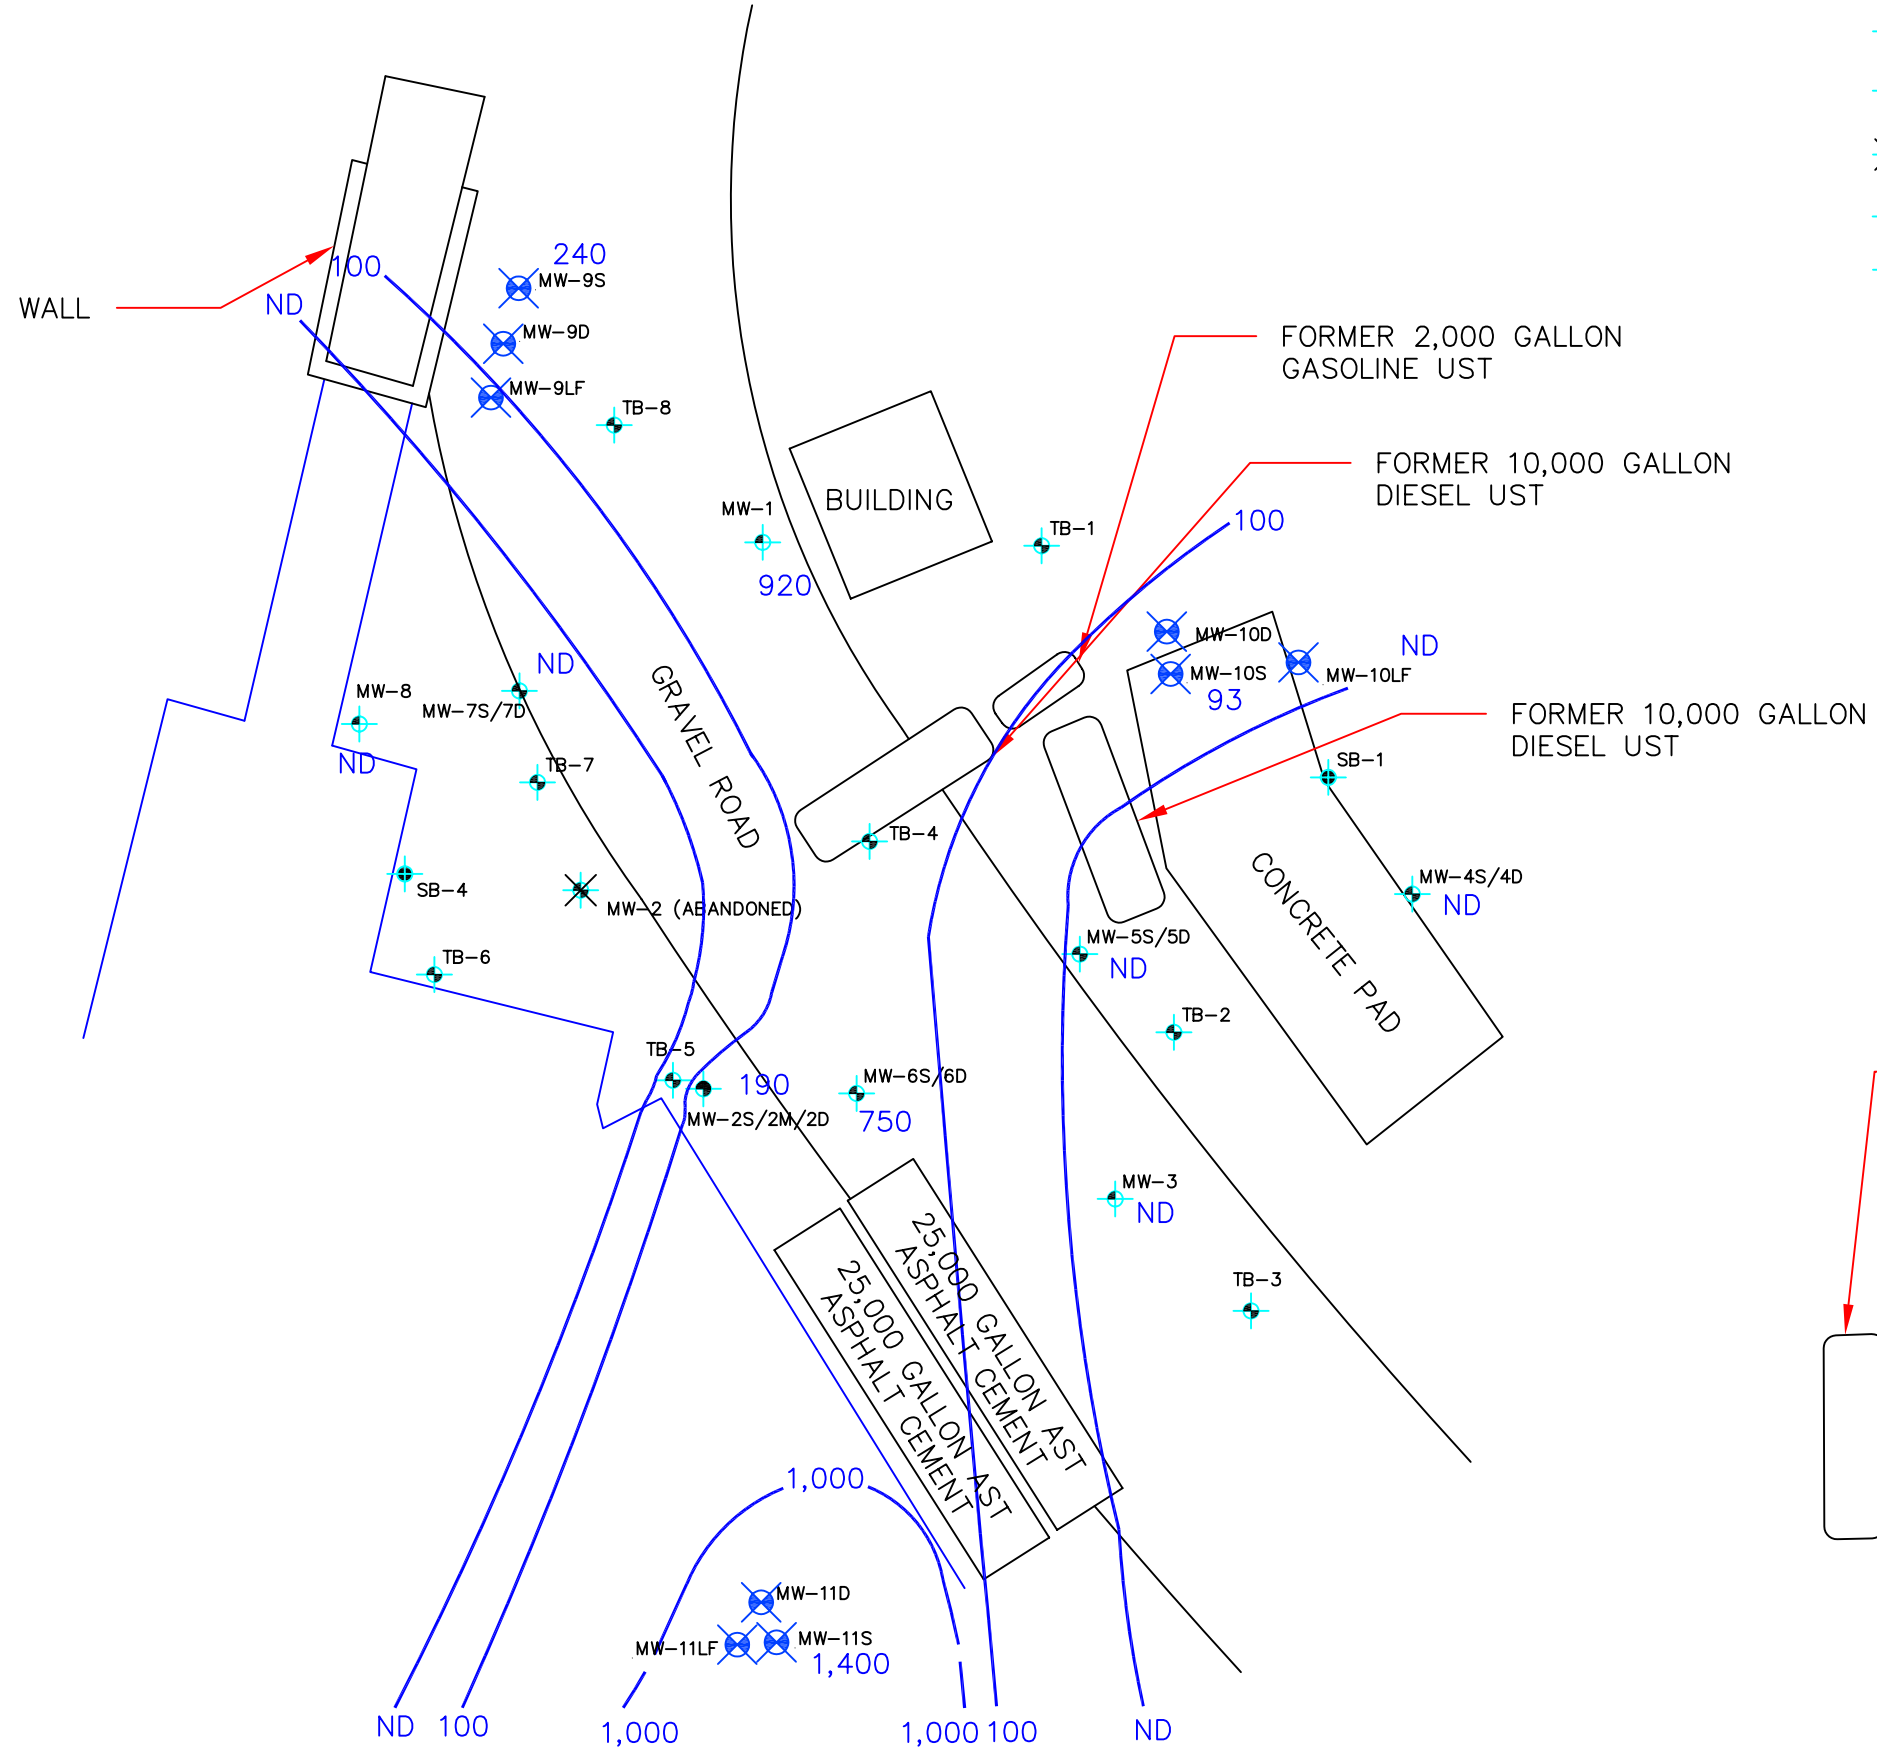 240
MW-9S
100
ND
WALL
MW-9D
MW-9LF
TB-8
FORMER 2,000 GALLON
GASOLINE UST
FORMER 10,000 GALLON
DIESEL UST
BUILDING
MW-1
920
TB-1
100
MW-10D
MW-10S
93
MW-10LF
ND
ND
MW-7S/7D
MW-8
ND
GRAVEL ROAD
FORMER 10,000 GALLON
DIESEL UST
SB-1
TB-7
TB-4
CONCRETE PAD
MW-4S/4D
ND
SB-4
MW-2 (ABANDONED)
MW-5S/5D
ND
TB-6
TB-2
TB-5
190
MW-2S/2M/2D
MW-6S/6D
750
MW-3
ND
TB-3
25,000 GALLON AST
ASPHALT CEMENT
25,000 GALLON AST
ASPHALT CEMENT
1,000
MW-11D
MW-11LF
MW-11S
1,400
ND
100
1,000
1,000
100
ND